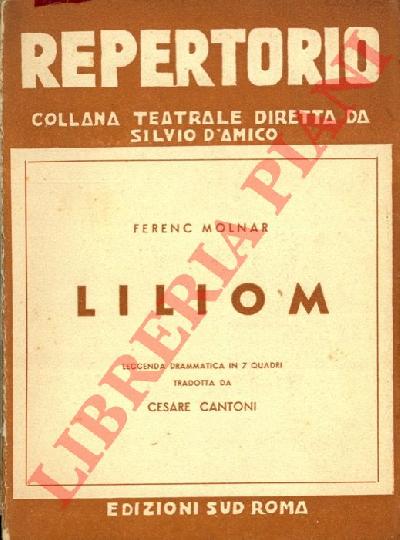 REPERTORIO
COLLANA TEATRALE DIRETTA DA
SILVIO D'AMICO
FERENC MOLNAR
LILIOM
LEGGENDA DRAMMATICA IN 7 QUADRI
TRADOTTA DA
CESARE CANTONI
EDIZIONI SUD ROMA
LIBRERIA PIANI